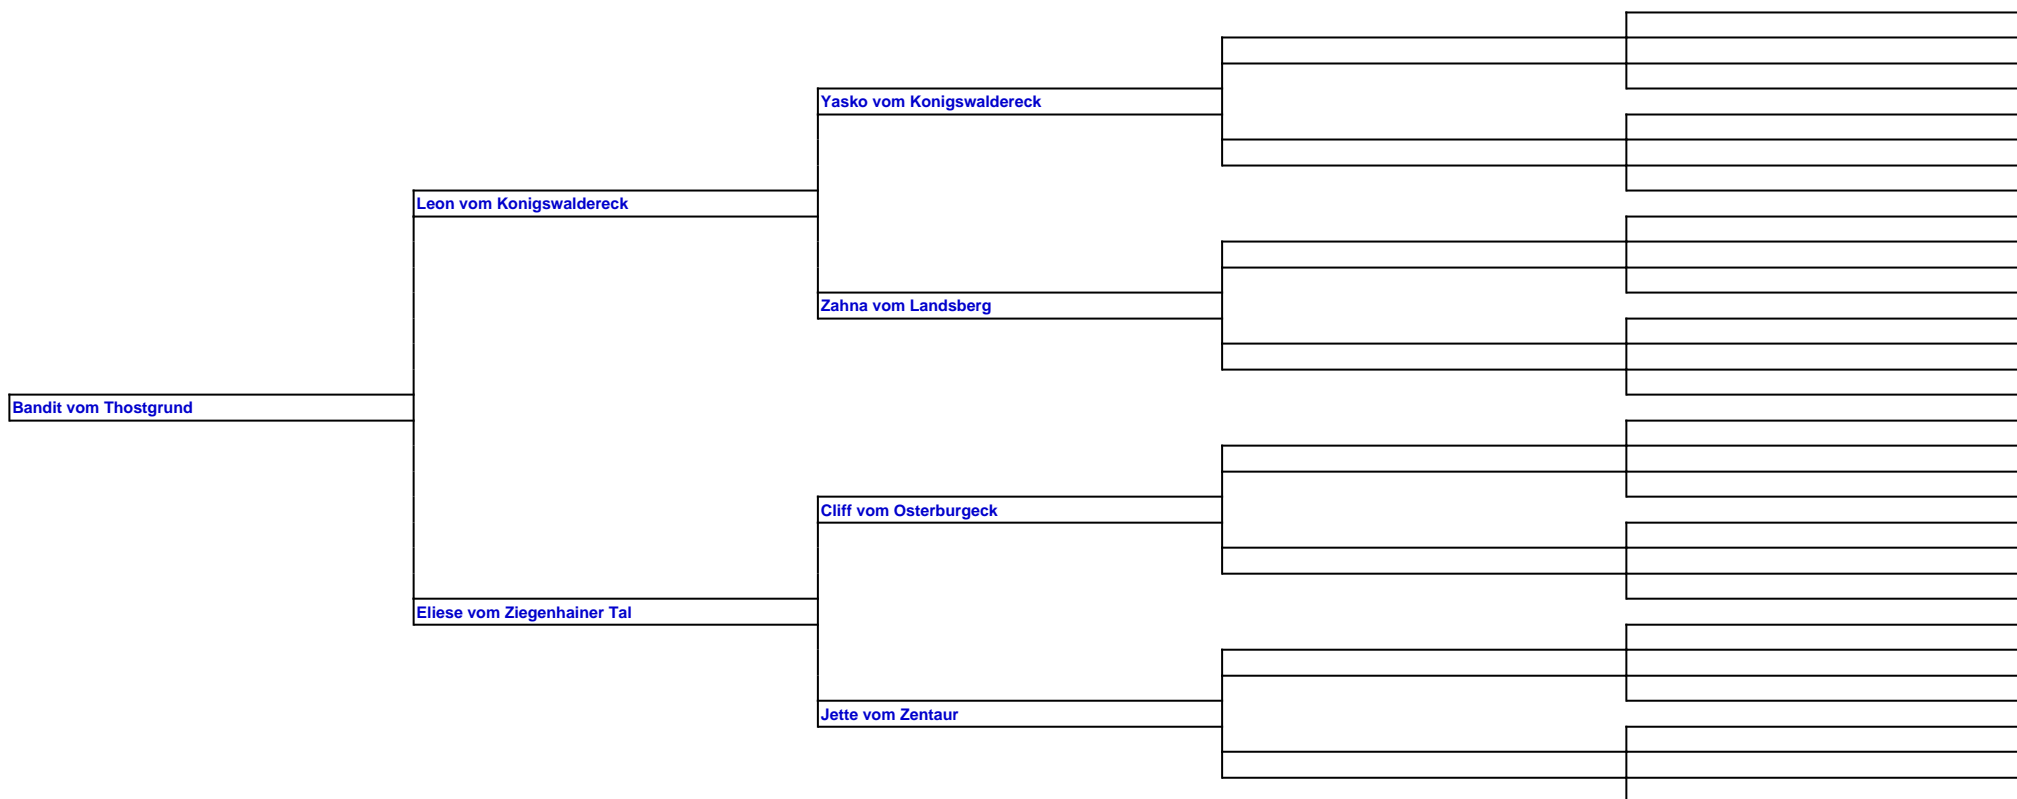 Yasko vom Konigswaldereck
Leon vom Konigswaldereck
Zahna vom Landsberg
Bandit vom Thostgrund
Cliff vom Osterburgeck
Eliese vom Ziegenhainer Tal
Jette vom Zentaur